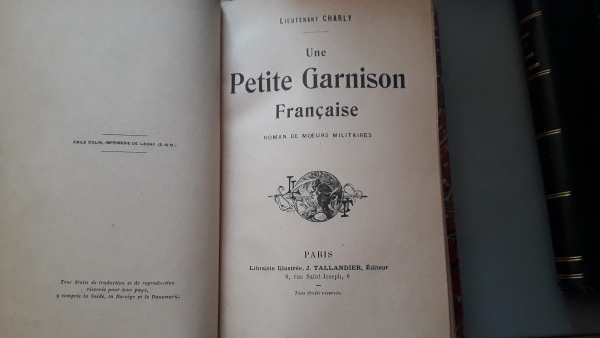 ÉMILE COLIN, IMPRIMERIE DE LAGNY (S.-&-M.)
Tous droits de traduction et de reproduction
réservés pour tous pays,
y compris la Suède, la Norvège et le Danemark.
LIEUTENANT CHARLY
Une
Petite Garnison
Française
ROMAN DE MŒURS MILITAIRES
PARIS
Librairie Illustrée, J. TALLANDIER, Éditeur
8, rue Saint-Joseph, 8
Tous droits réservés.